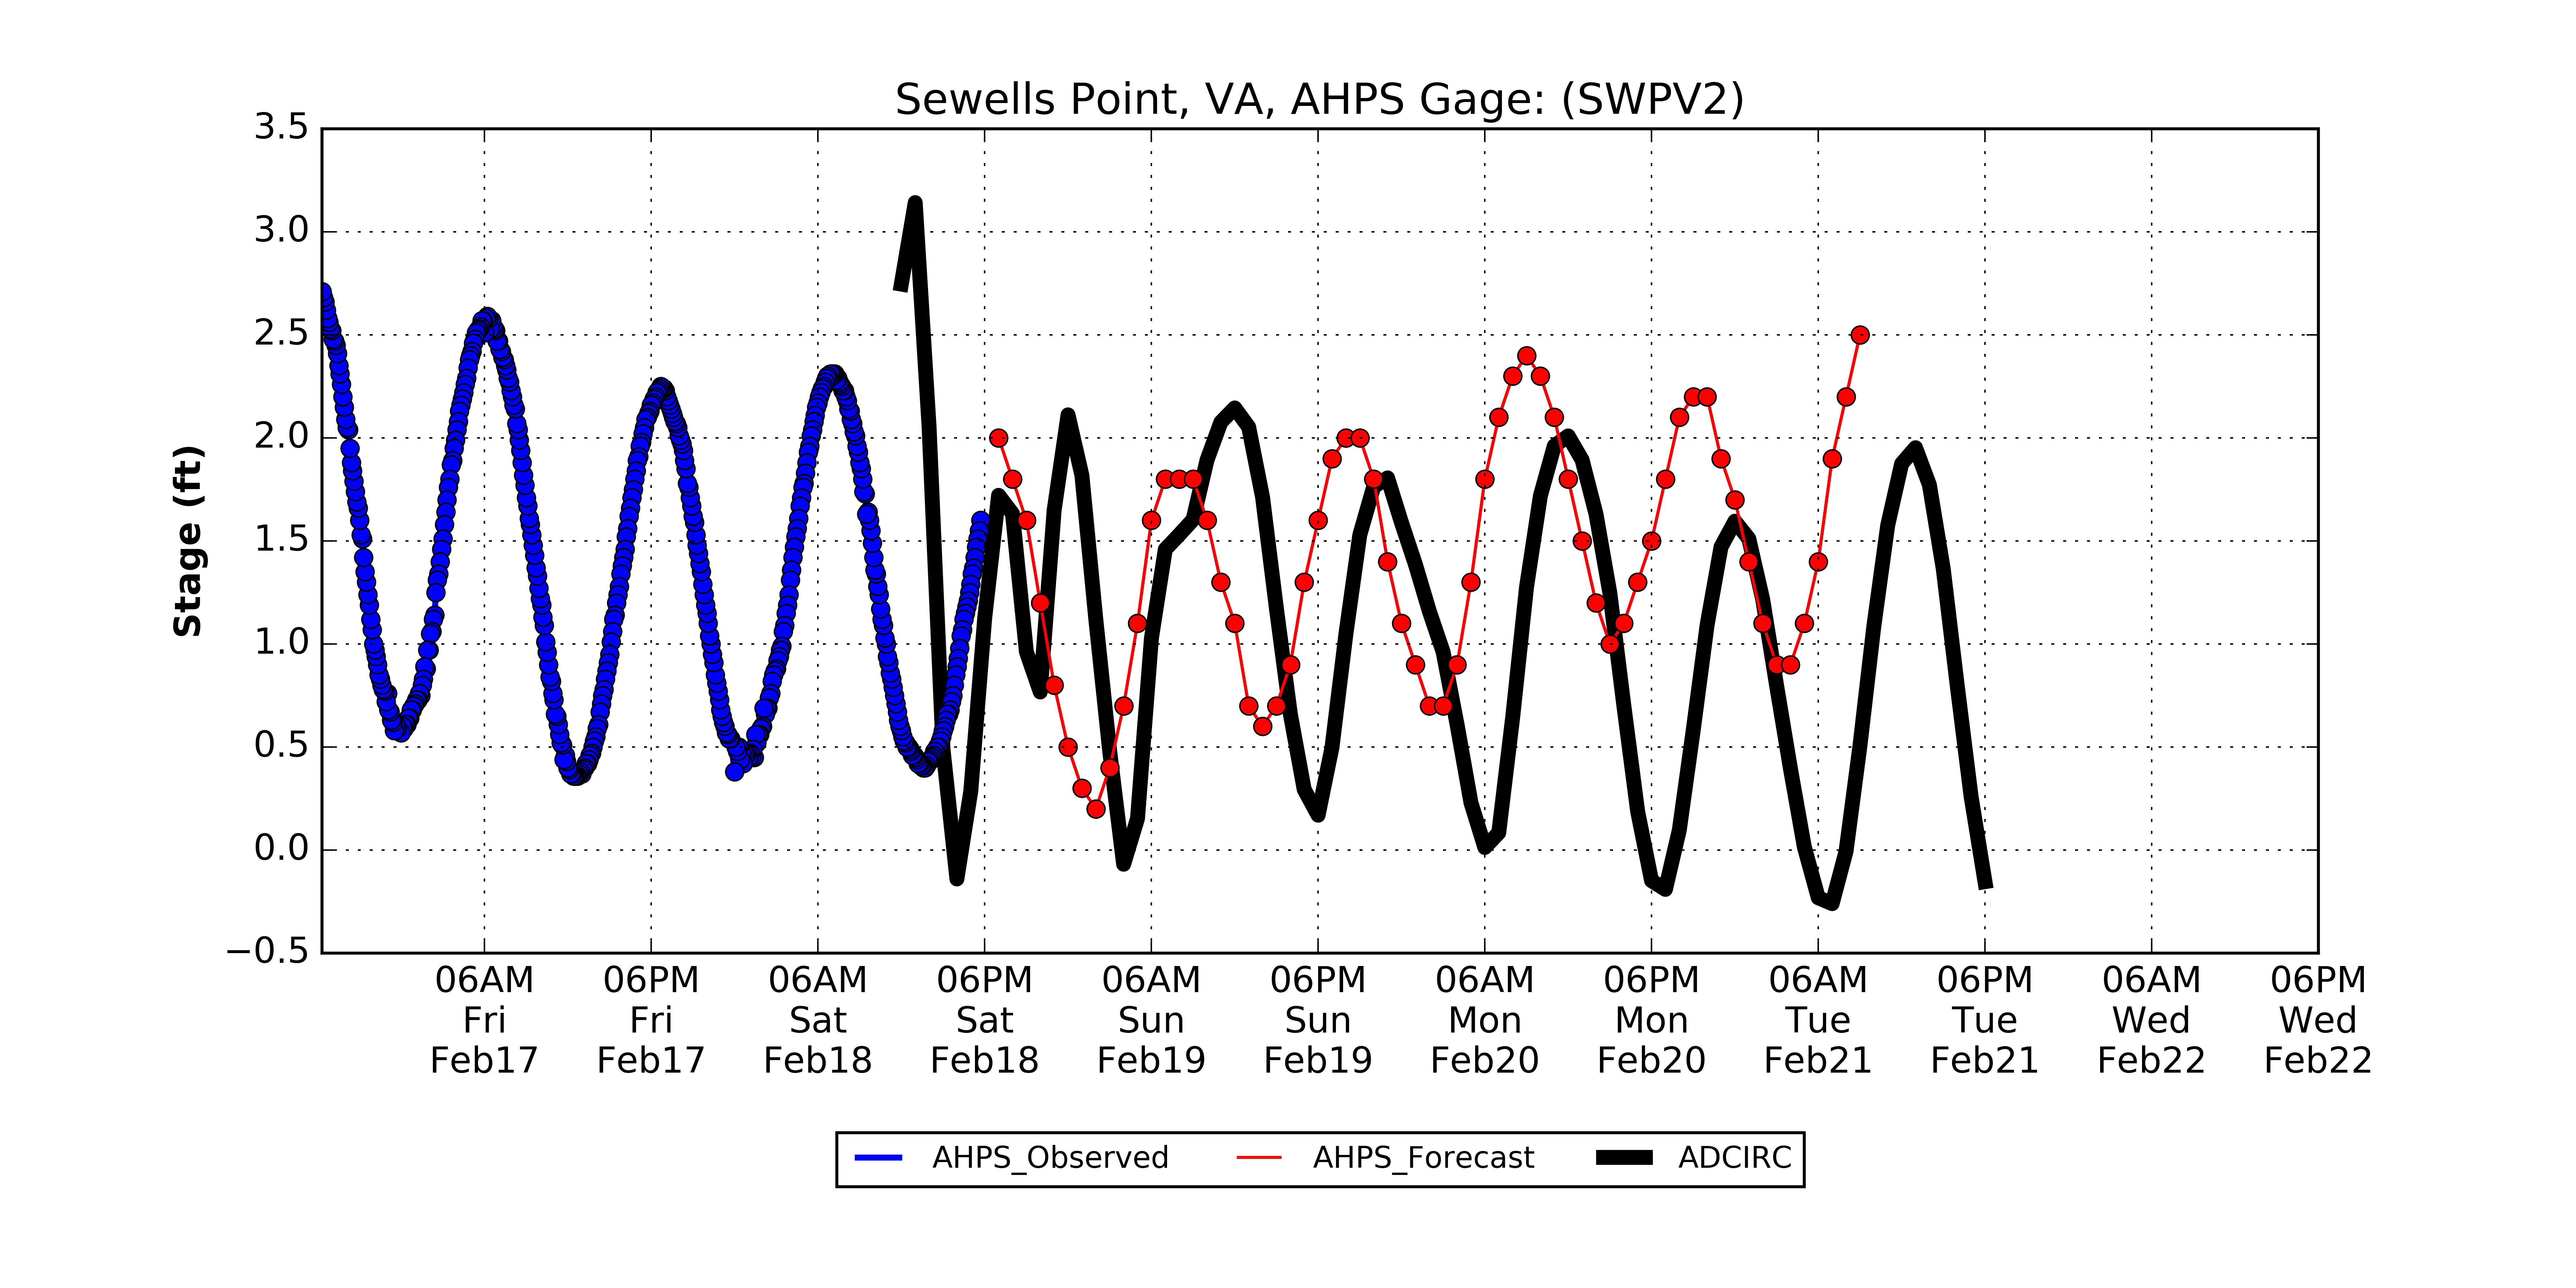 Sewells Point, VA, AHPS Gage: (SWPV2)
3.5
3.0
2.5
2.0
1.5
1.0
0.5
0.0
−0.5
Stage (ft)
06AM 06PM 06AM 06PM 06AM 06PM 06AM 06PM 06AM 06PM 06AM 06PM
Fri Fri Sat Sat Sun Sun Mon Mon Tue Tue Wed Wed
Feb17 Feb17 Feb18 Feb18 Feb19 Feb19 Feb20 Feb20 Feb21 Feb21 Feb22 Feb22
AHPS_Observed AHPS_Forecast ADCIRC